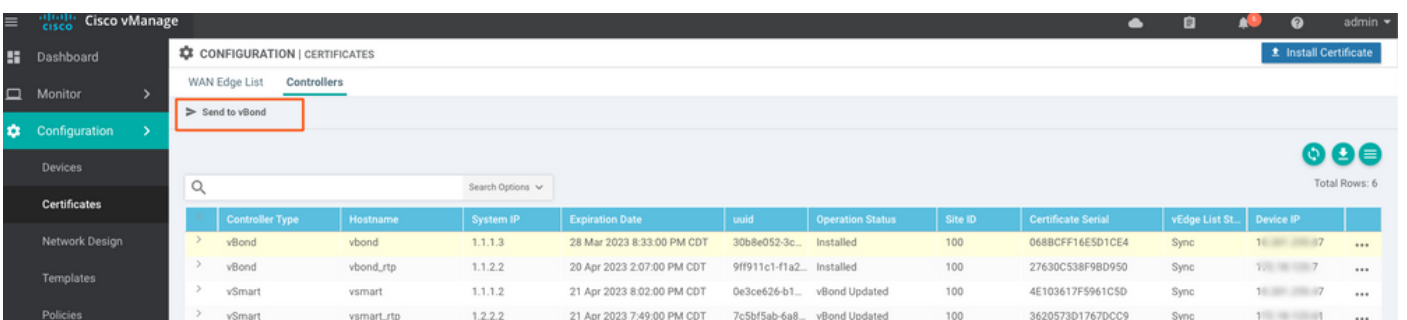 cisco Cisco vManage admin
Dashboard
CONFIGURATION | CERTIFICATES
Install Certificate
WAN Edge List Controllers
Monitor
Send to vBond
Configuration
Devices
Search Options
Total Rows: 6
Certificates
Controller Type Hostname System IP Expiration Date uuid Operation Status Site ID Certificate Serial vEdge List St... Device IP
Network Design
vBond vbond 1.1.1.3 28 Mar 2023 8:33:00 PM CDT 30b8e052-3c... Installed 100 068BCFF16E5D1CE4 Sync
vBond vbond_rtp 1.1.2.2 20 Apr 2023 2:07:00 PM CDT 9ff911c1-f1a2... Installed 100 27630C538F9BD950 Sync
Templates
vSmart vsmart 1.1.1.2 21 Apr 2023 8:02:00 PM CDT 0e3ce626-b1... vBond Updated 100 4E103617F5961C5D Sync
Policies
vSmart vsmart_rtp 1.2.2.2 21 Apr 2023 7:49:00 PM CDT 7c5bf5ab-6a8... vBond Updated 100 3620573D1767DCC9 Sync